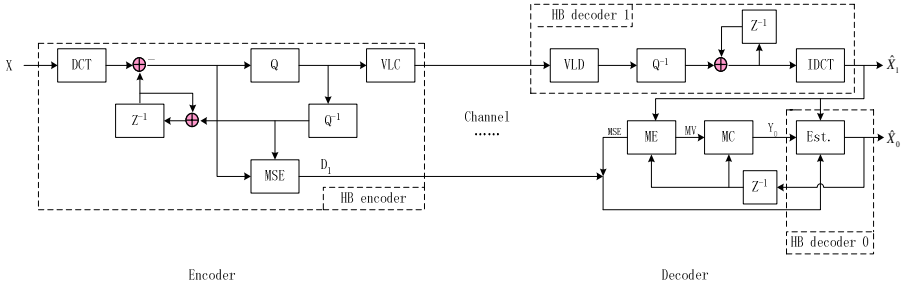 HB decoder 1
Z⁻¹
X
DCT
−
Q
VLC
VLD
Q⁻¹
IDCT
X̂₁
Z⁻¹
Q⁻¹
Channel
......
MSE
ME
MV
MC
Y₀
Est.
X̂₀
MSE
D₁
Z⁻¹
HB encoder
HB decoder 0
Encoder
Decoder